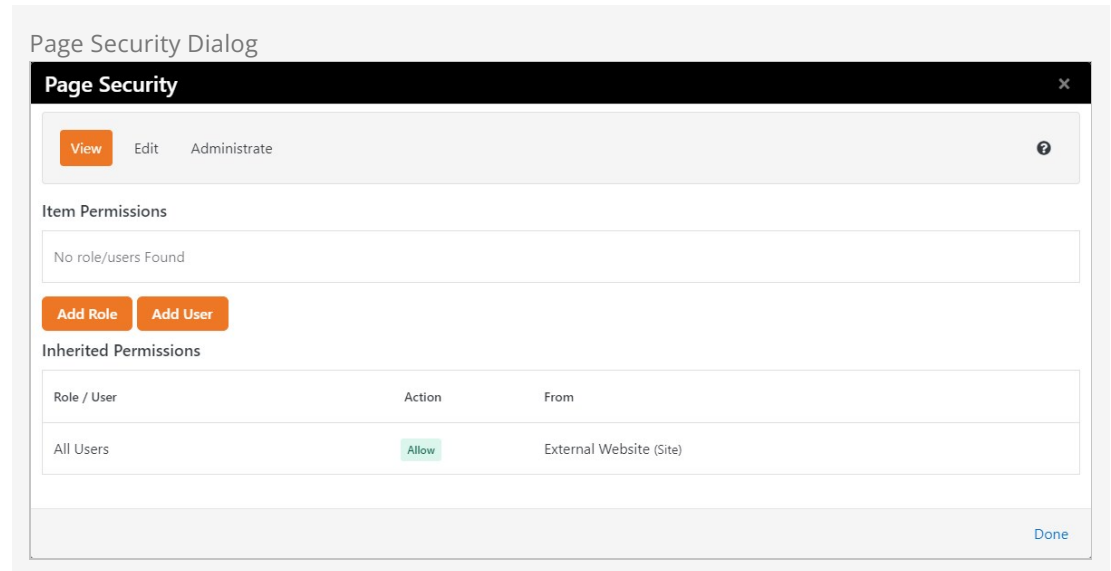 Page Security Dialog
Page Security ×
View Edit Administrate ?
Item Permissions
No role/users Found
Add Role Add User
Inherited Permissions
Role / User Action From
All Users Allow External Website (Site)
Done